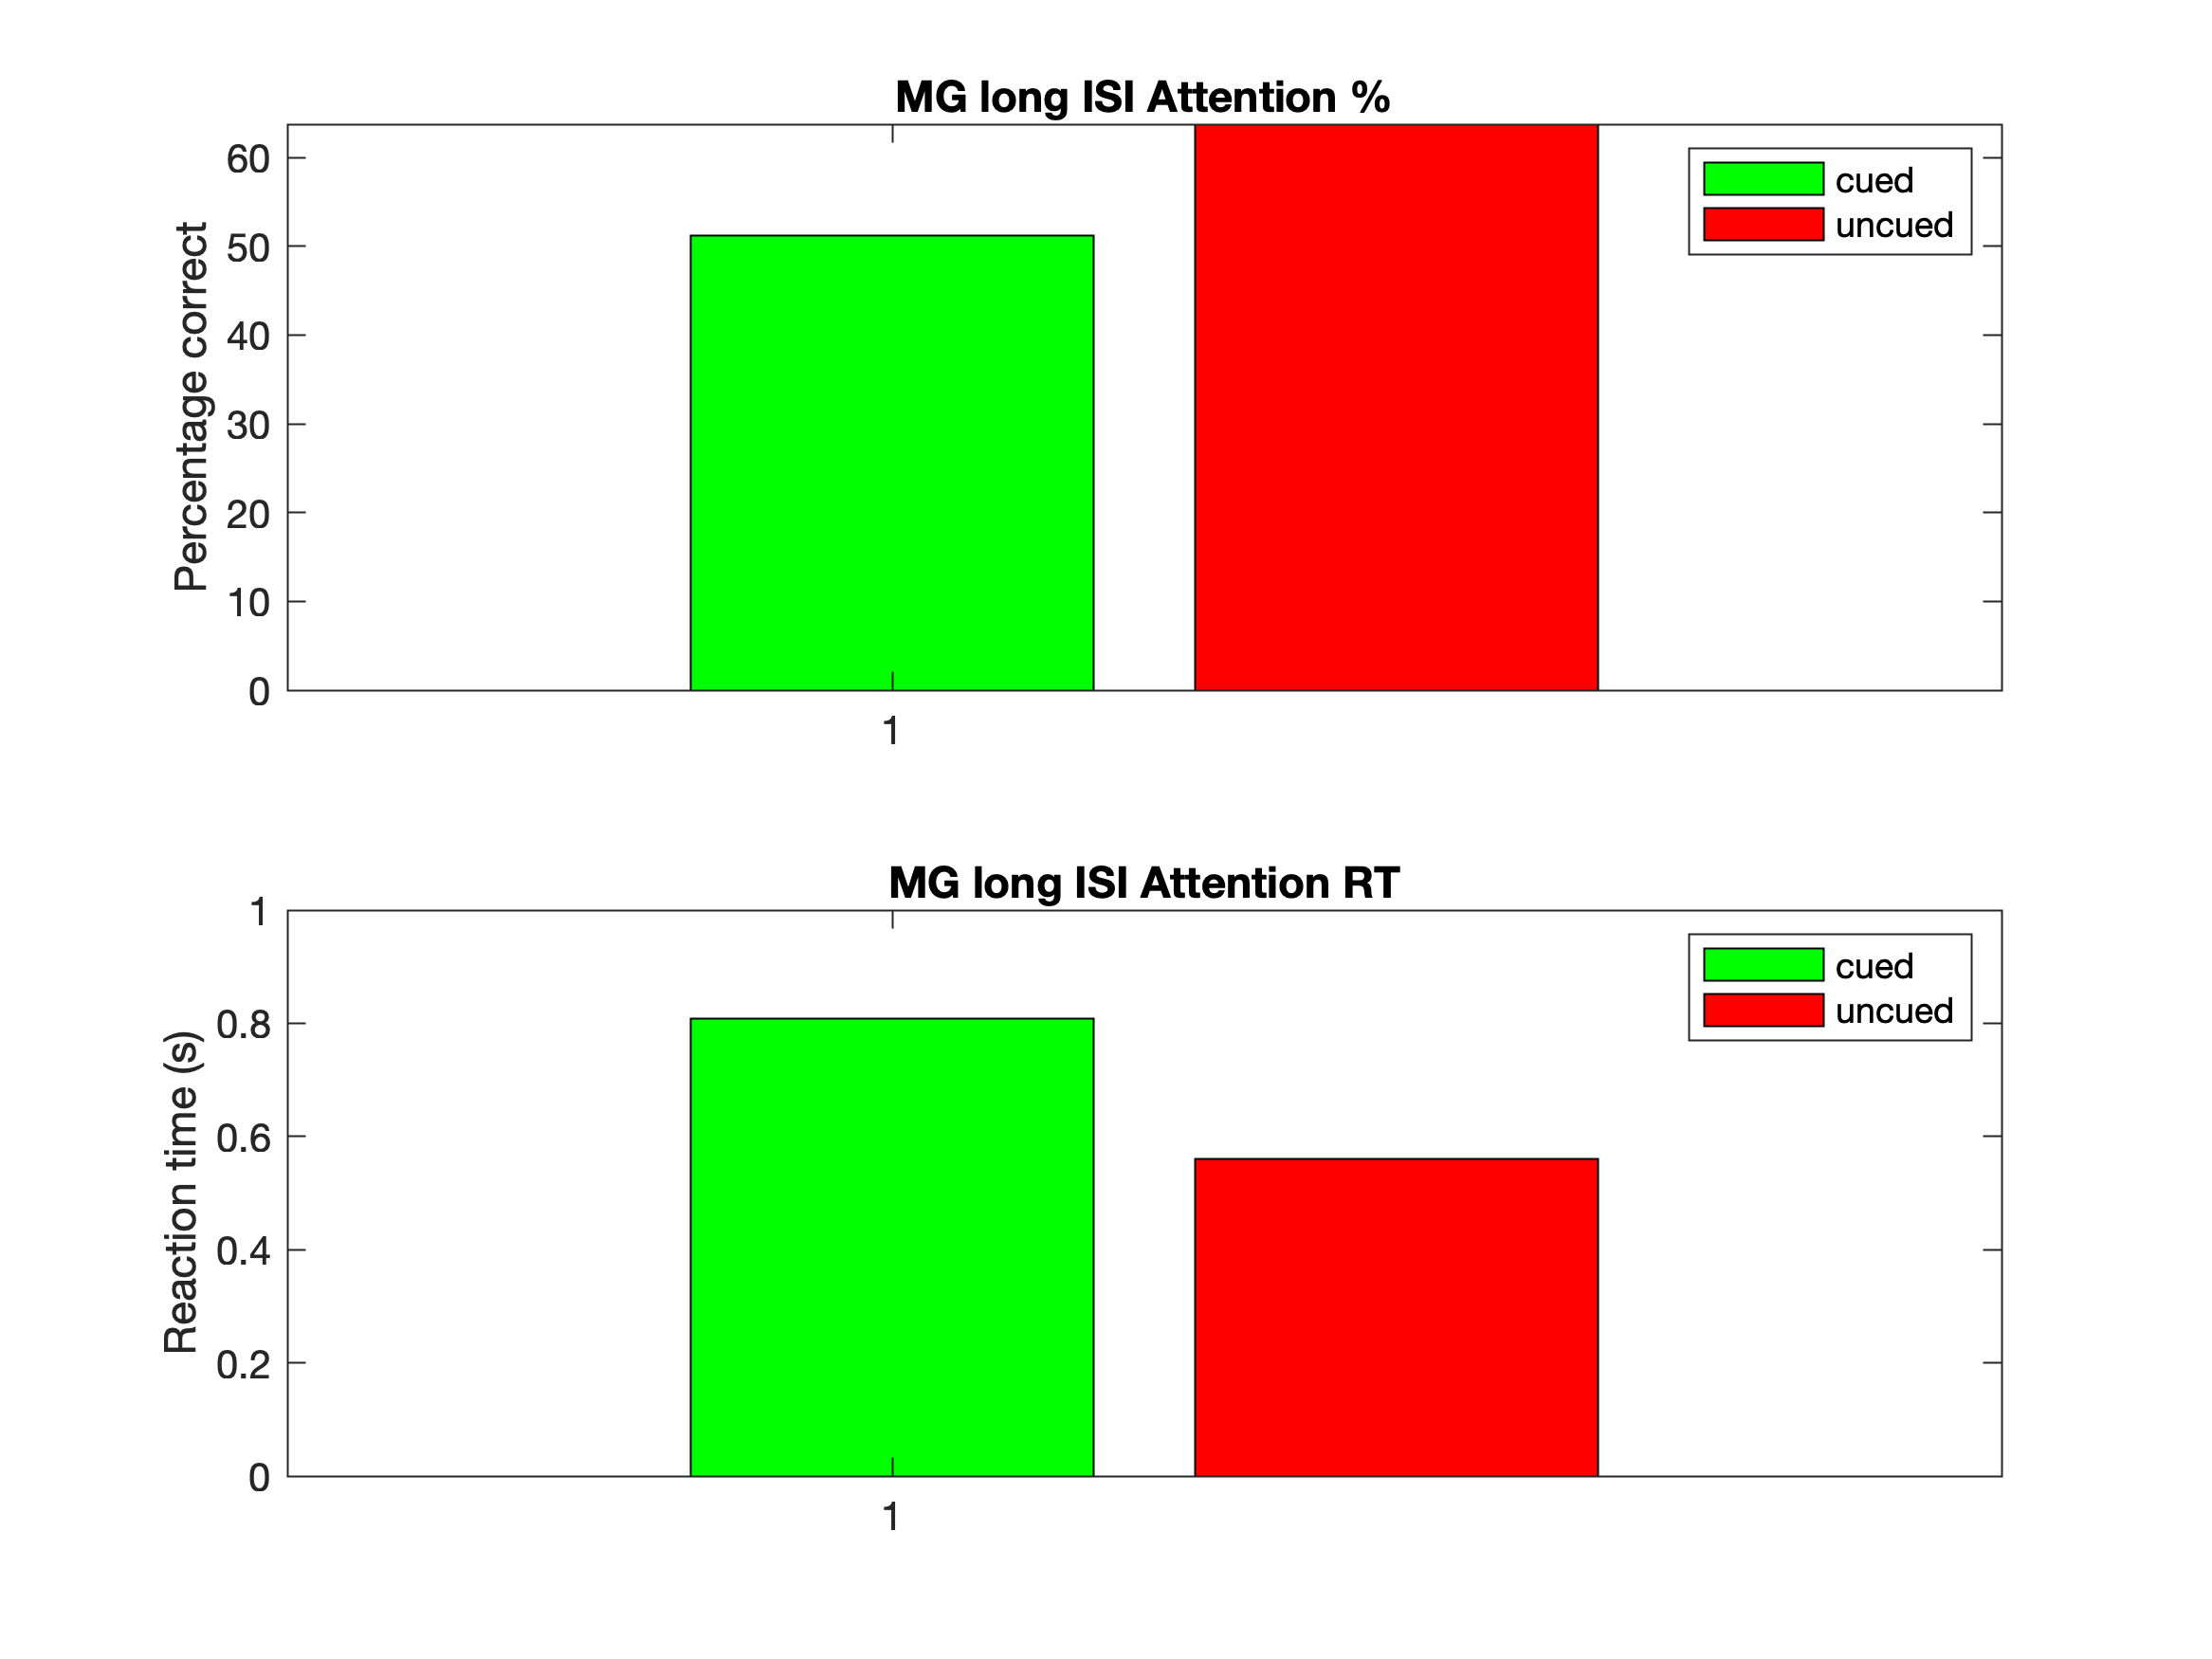 MG long ISI Attention %
60
50
40
30
20
10
0
Percentage correct
cued
uncued
1
MG long ISI Attention RT
1
0.8
0.6
0.4
0.2
0
Reaction time (s)
cued
uncued
1